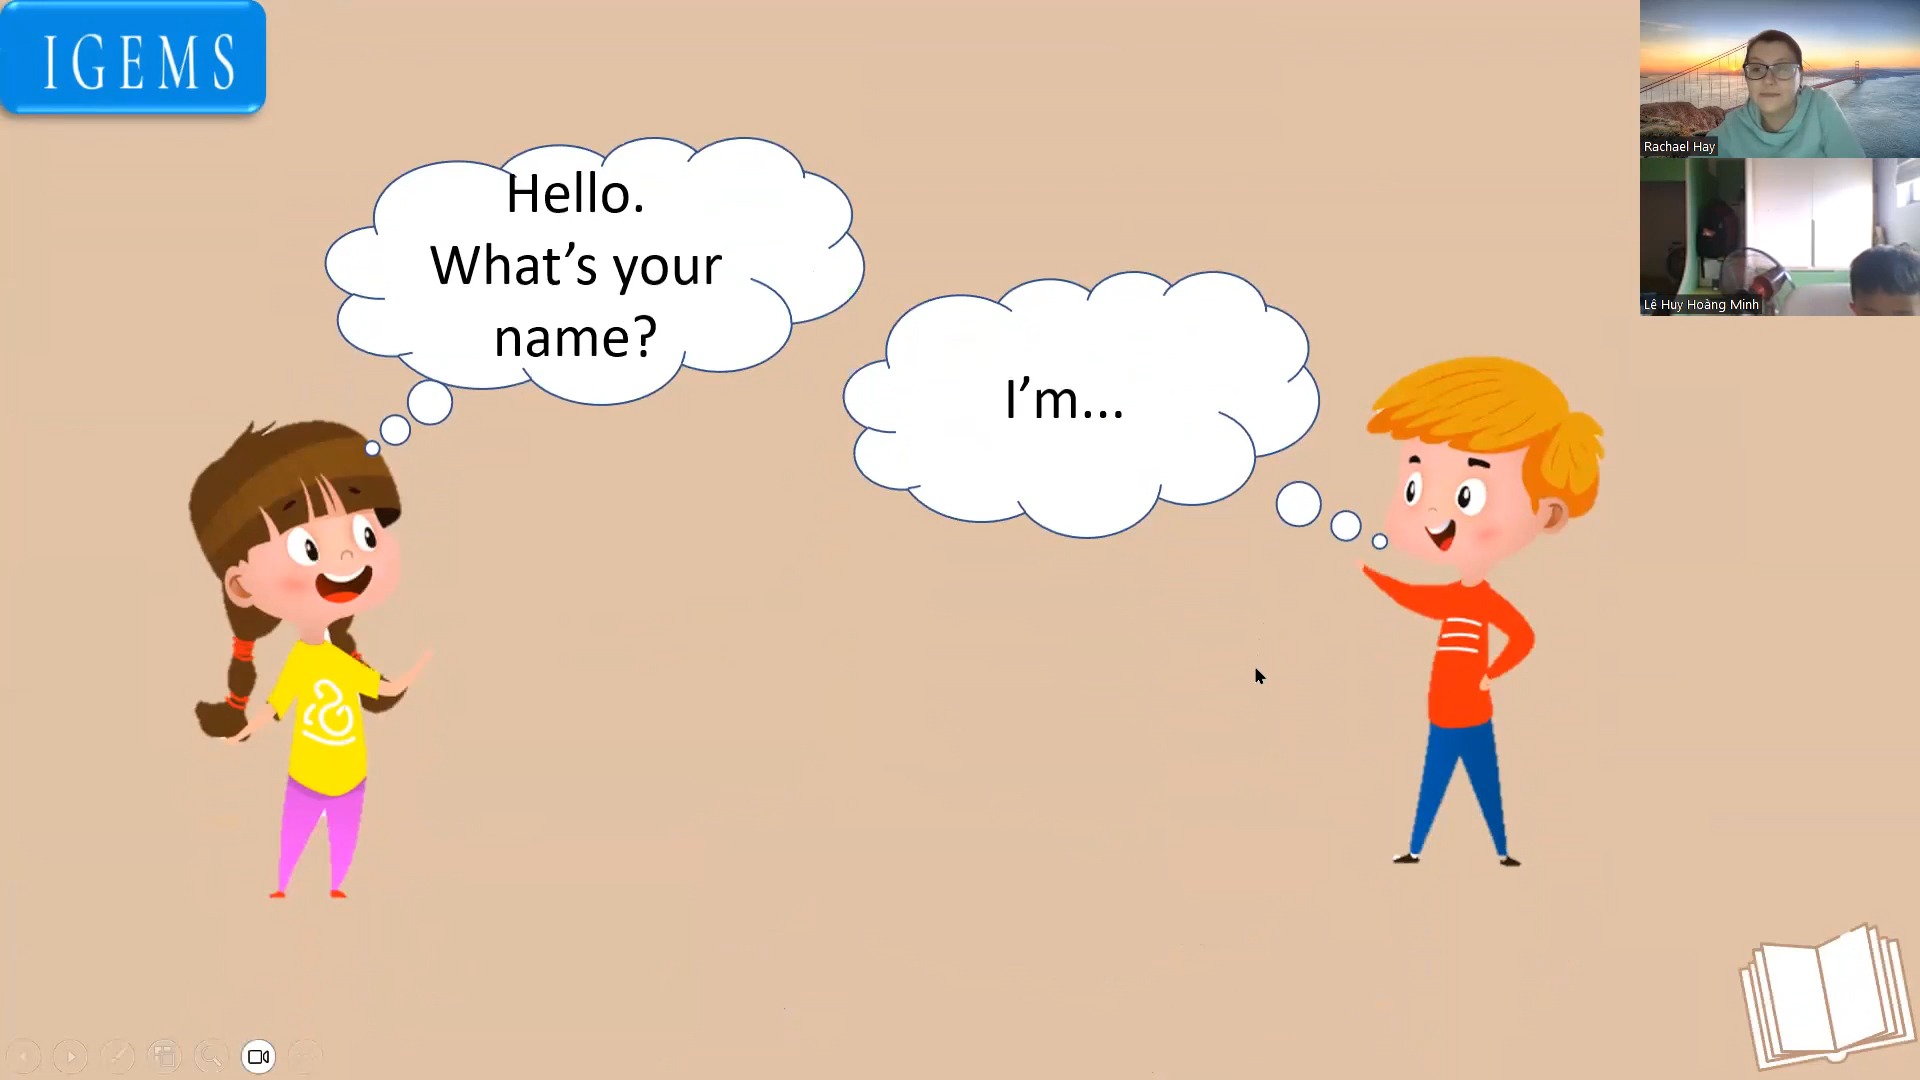 IGEMS
Hello.
What’s your
name?
I’m...
Rachael Hay
Lê Huy Hoàng Minh